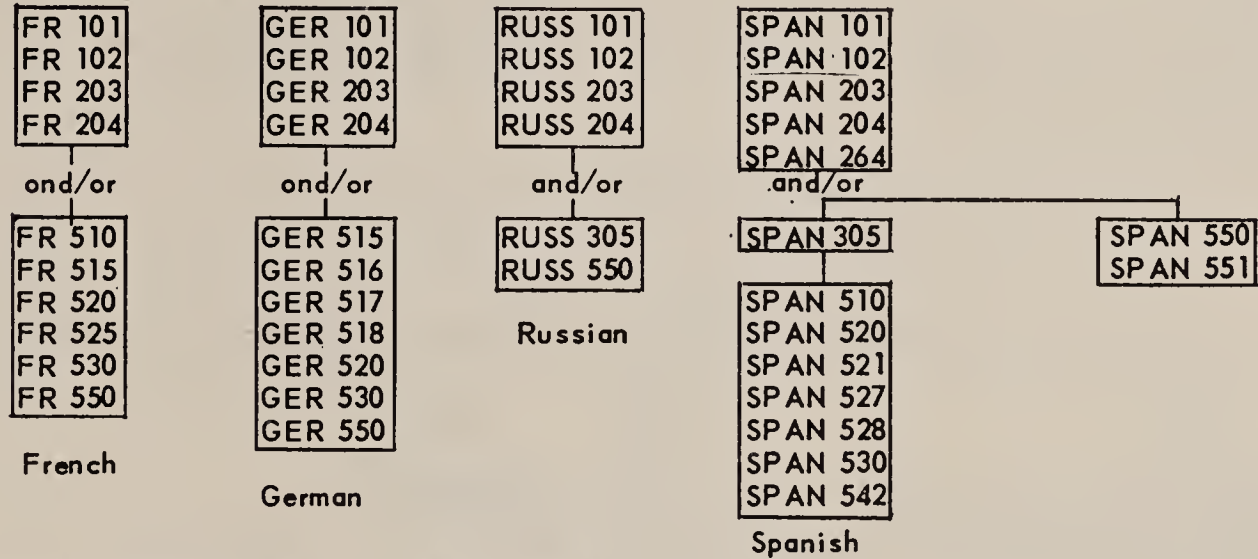 FR 101
FR 102
FR 203
FR 204
ond/or
FR 510
FR 515
FR 520
FR 525
FR 530
FR 550
French
GER 101
GER 102
GER 203
GER 204
ond/or
GER 515
GER 516
GER 517
GER 518
GER 520
GER 530
GER 550
German
RUSS 101
RUSS 102
RUSS 203
RUSS 204
and/or
RUSS 305
RUSS 550
Russian
SPAN 101
SPAN 102
SPAN 203
SPAN 204
SPAN 264
and/or
SPAN 305
SPAN 510
SPAN 520
SPAN 521
SPAN 527
SPAN 528
SPAN 530
SPAN 542
Spanish
SPAN 550
SPAN 551